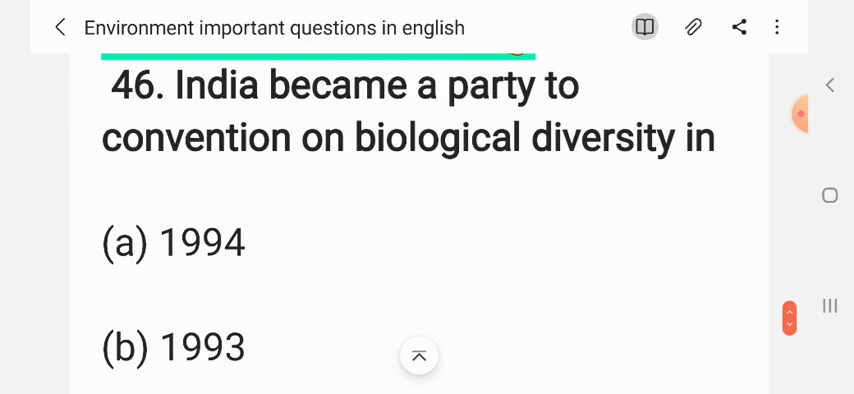 Environment important questions in english
46. India became a party to
convention on biological diversity in
(a) 1994
(b) 1993